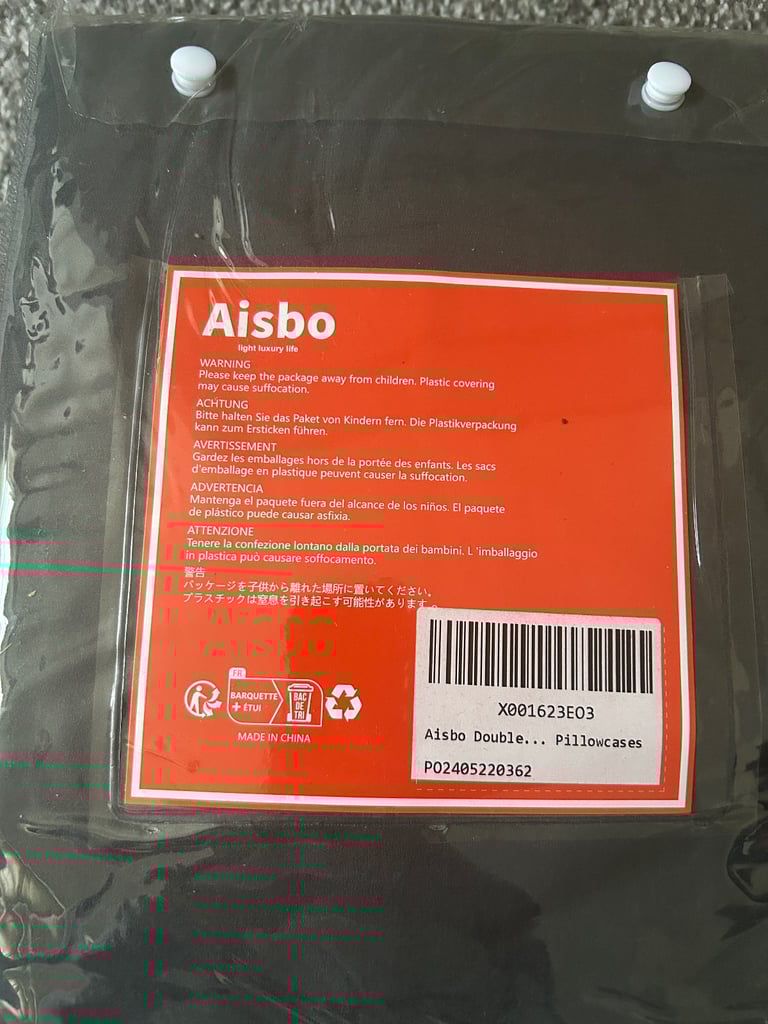 Aisbo
light luxury life
WARNING
Please keep the package away from children. Plastic covering
may cause suffocation.
ACHTUNG
Bitte halten Sie das Paket von Kindern fern. Die Plastikverpackung
kann zum Ersticken führen.
AVERTISSEMENT
Gardez les emballages hors de la portée des enfants. Les sacs
d'emballage en plastique peuvent causer la suffocation.
ADVERTENCIA
Mantenga el paquete fuera del alcance de los niños. El paquete
de plástico puede causar asfixia.
ATTENZIONE
Tenere la confezione lontano dalla portata dei bambini. L 'imballaggio
in plastica può causare soffocamento.
警告
パッケージを子供から離れた場所に置いてください。
プラスチックは窒息を引き起こす可能性があります。
FR
BARQUETTE
+ ÉTUI
BAC
DE
TRI
MADE IN CHINA
X001623EO3
Aisbo Double... Pillowcases
PO2405220362